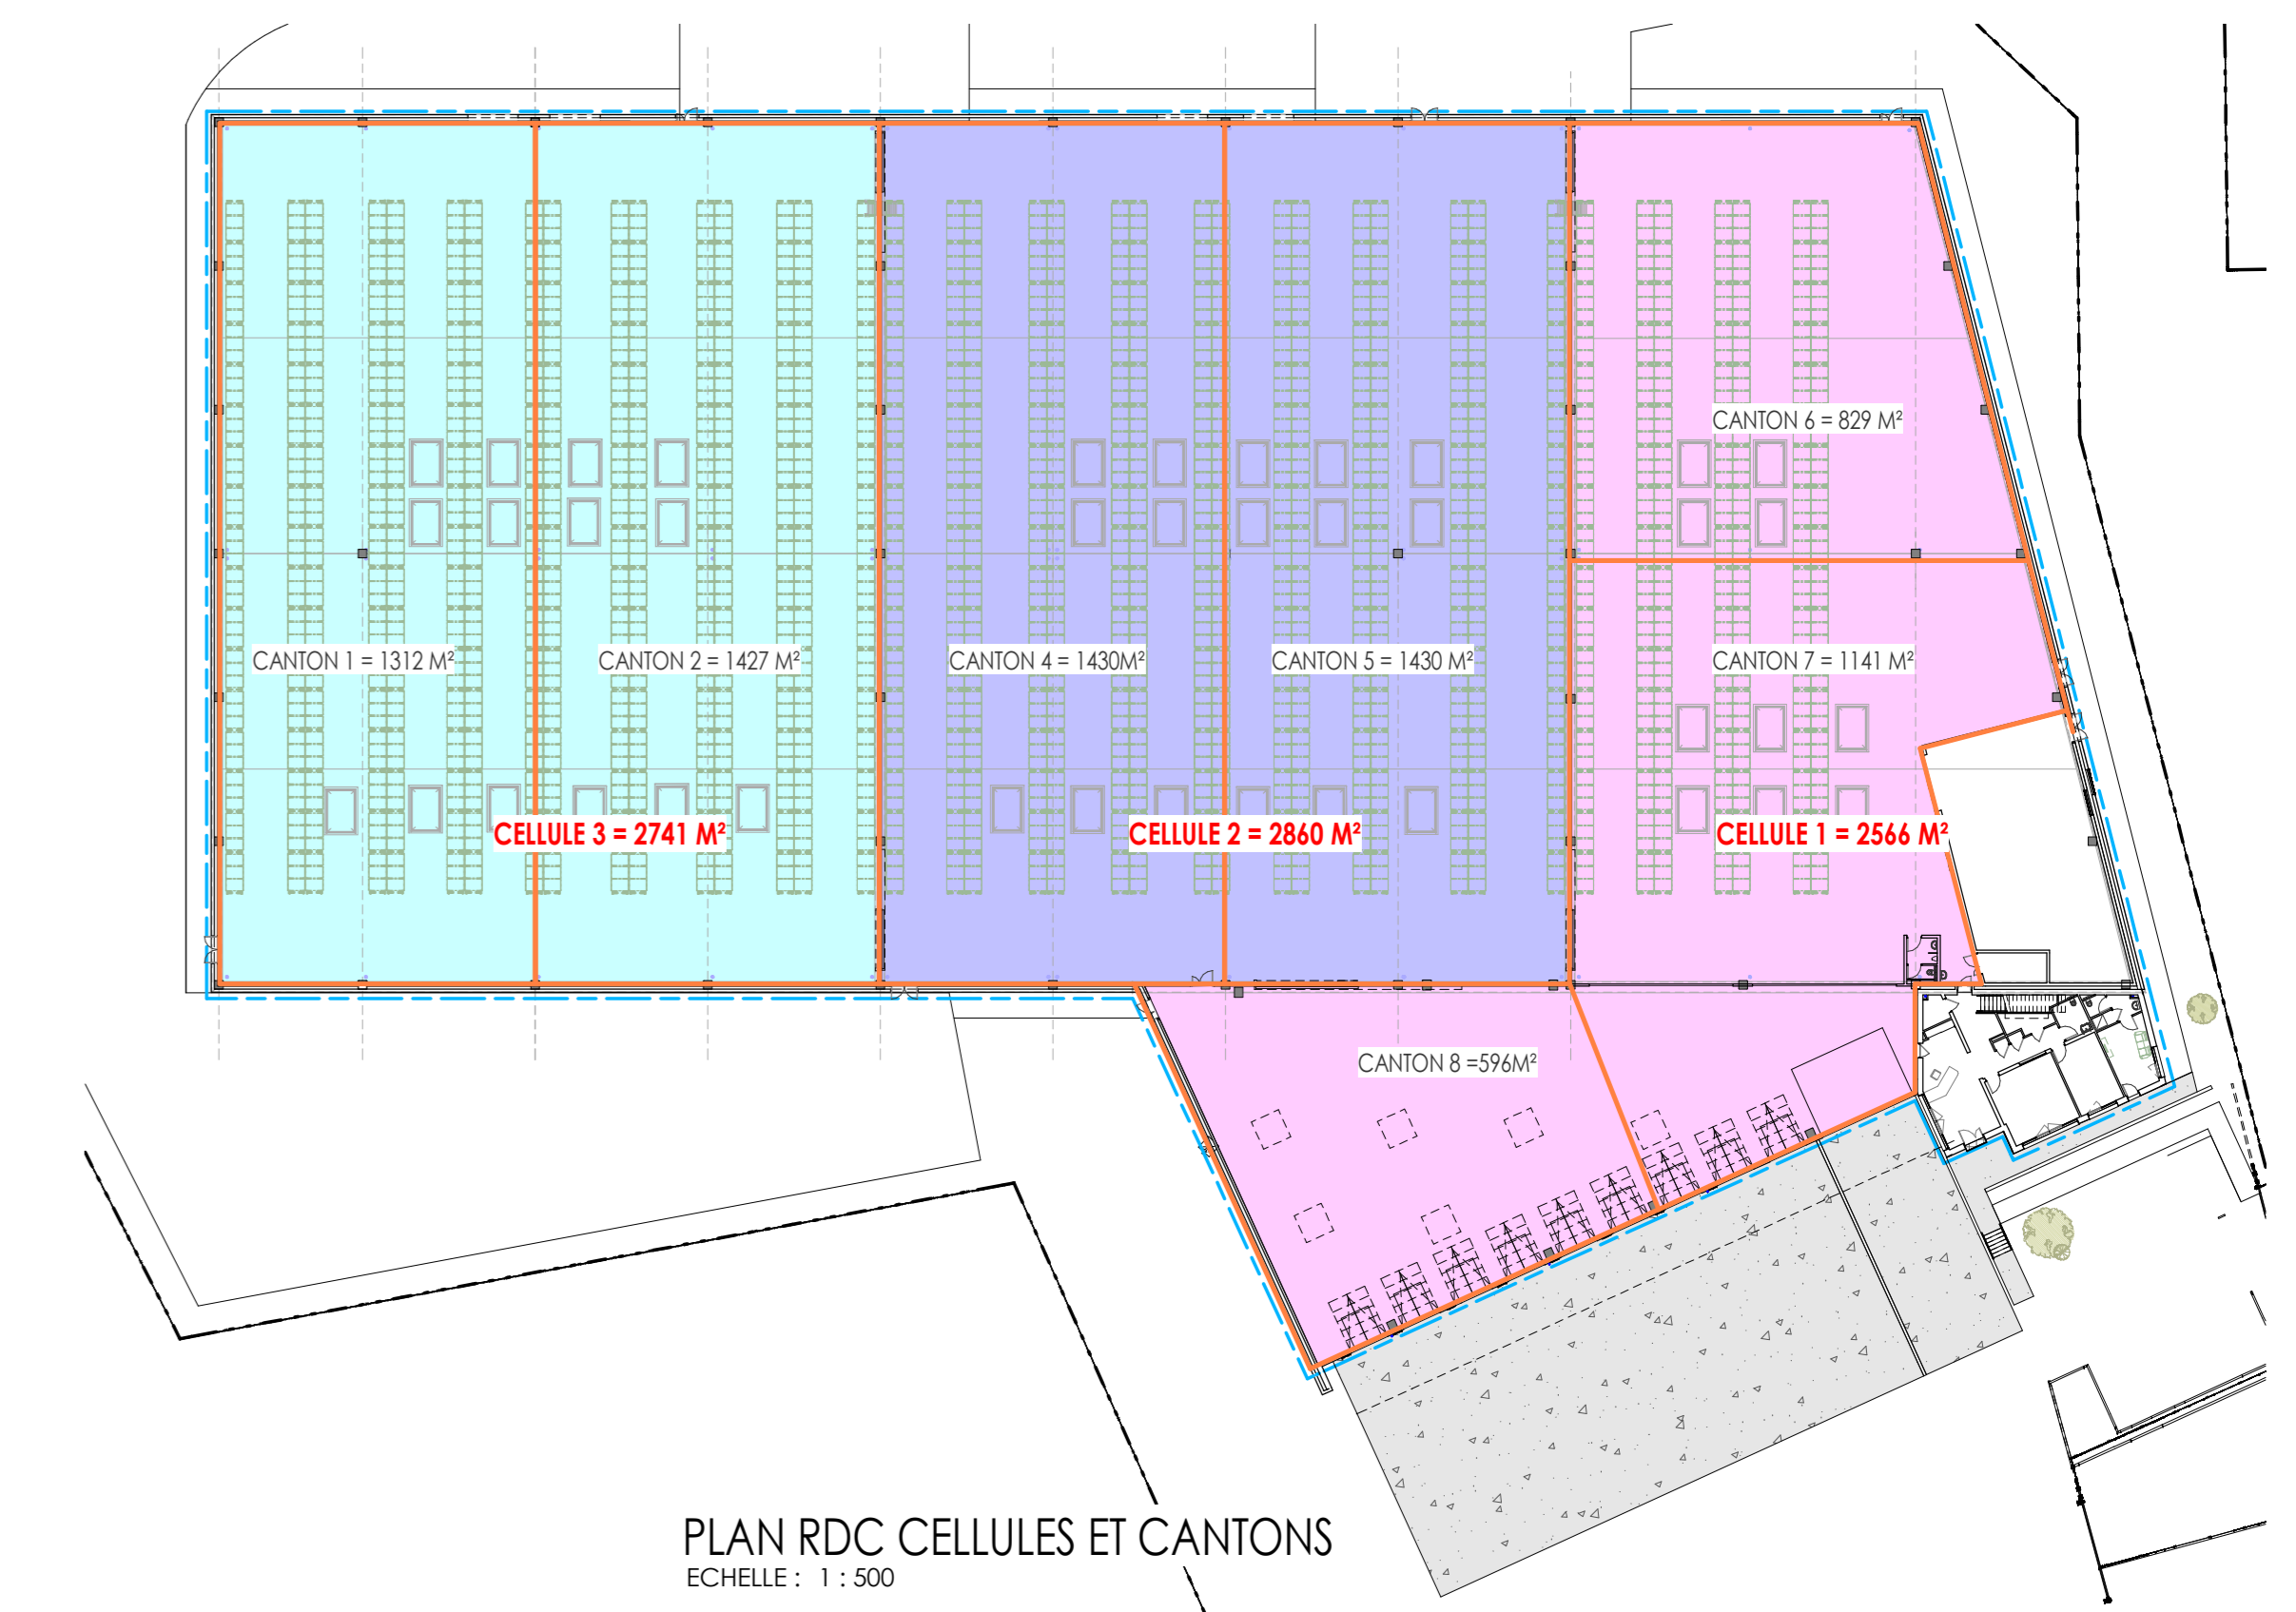 CANTON 6 = 829 M²
CANTON 1 = 1312 M²
CANTON 2 = 1427 M²
CANTON 4 = 1430M²
CANTON 5 = 1430 M²
CANTON 7 = 1141 M²
CELLULE 3 = 2741 M²
CELLULE 2 = 2860 M²
CELLULE 1 = 2566 M²
CANTON 8 =596M²
PLAN RDC CELLULES ET CANTONS
ECHELLE : 1 : 500